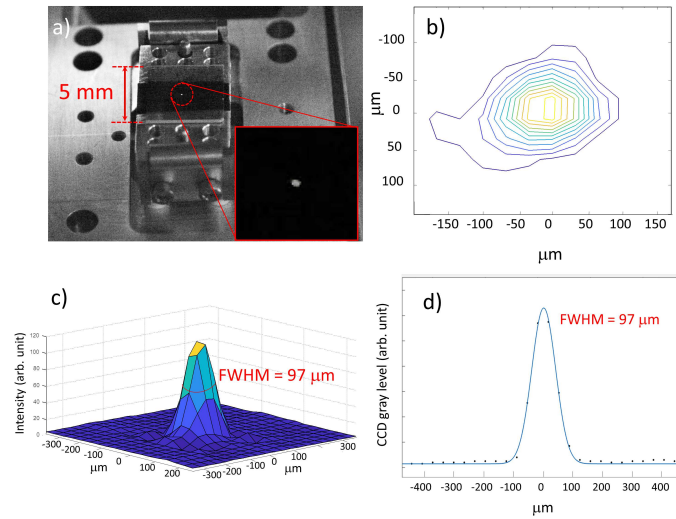 a)
5 mm
b)
μm
-100
-50
0
50
100
-150
-100
-50
0
50
100
150
μm
c)
Intensity (arb. unit)
120
100
80
60
40
20
0
FWHM = 97 μm
-300
-200
-100
0
100
200
μm
-300
-200
-100
0
100
300
μm
d)
CCD gray level (arb. unit)
FWHM = 97 μm
-400
-300
-200
-100
0
100
200
300
400
μm